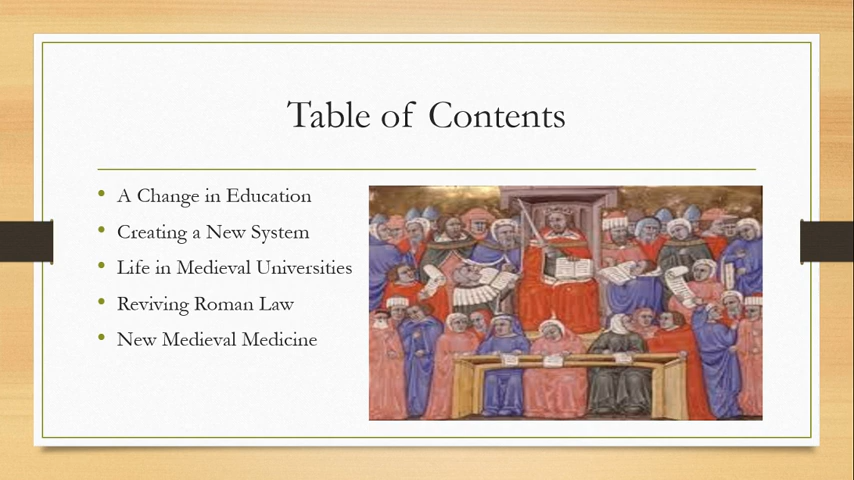 Table of Contents
A Change in Education
Creating a New System
Life in Medieval Universities
Reviving Roman Law
New Medieval Medicine